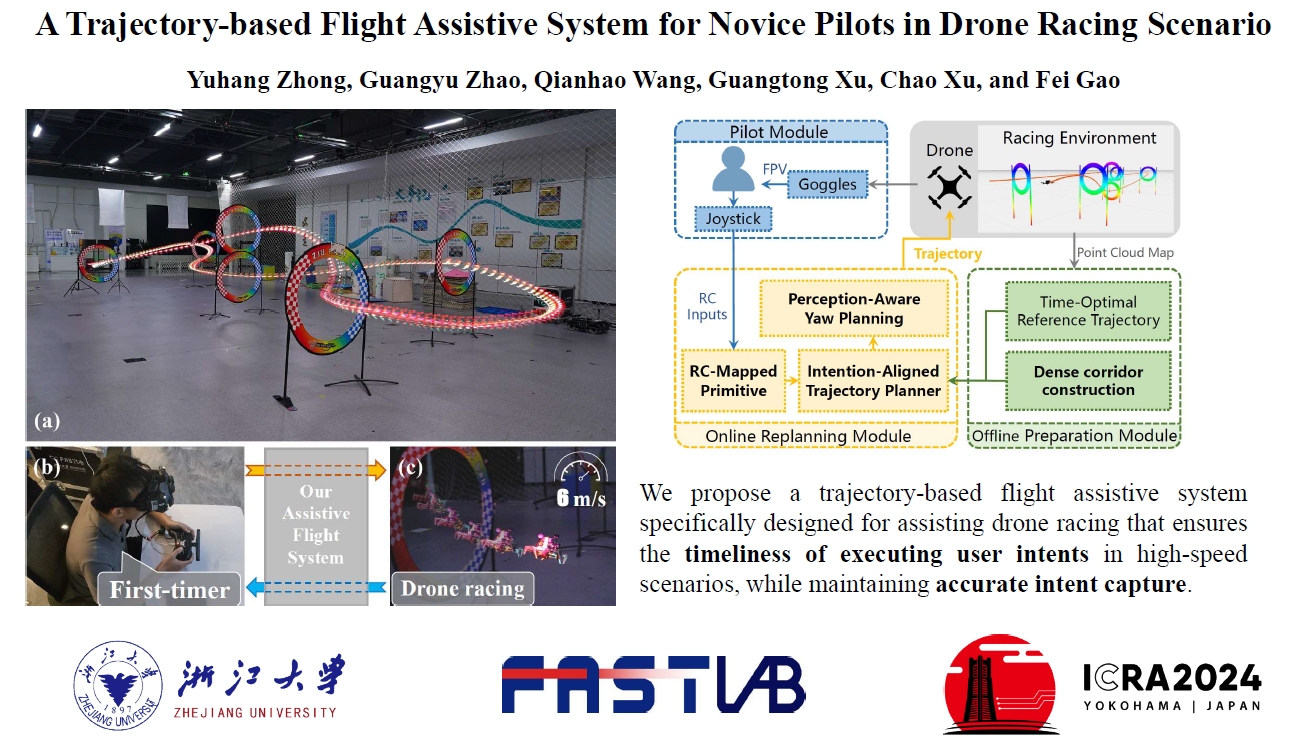 A Trajectory-based Flight Assistive System for Novice Pilots in Drone Racing Scenario
Yuhang Zhong, Guangyu Zhao, Qianhao Wang, Guangtong Xu, Chao Xu, and Fei Gao
(a)
(b)
First-timer
Our
Assistive
Flight
System
(c)
6 m/s
Drone racing
Pilot Module
FPV
Goggles
Joystick
Drone
Racing Environment
Trajectory
Point Cloud Map
RC
Inputs
Perception-Aware
Yaw Planning
RC-Mapped
Primitive
Intention-Aligned
Trajectory Planner
Online Replanning Module
Time-Optimal
Reference Trajectory
Dense corridor
construction
Offline Preparation Module
We propose a trajectory-based flight assistive system
specifically designed for assisting drone racing that ensures
the timeliness of executing user intents in high-speed
scenarios, while maintaining accurate intent capture.
浙江大学
1897
ZHEJIANG UNIVERSITY
浙江大学
ZHEJIANG UNIVERSITY
FAST LAB
ICRA2024
YOKOHAMA | JAPAN